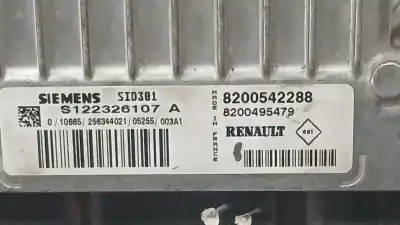 SIEMENS SID301
S122326107 A
0/10665/256344021/05255/003A1
MADE IN FRANCE
8200542288
8200495479
RENAULT